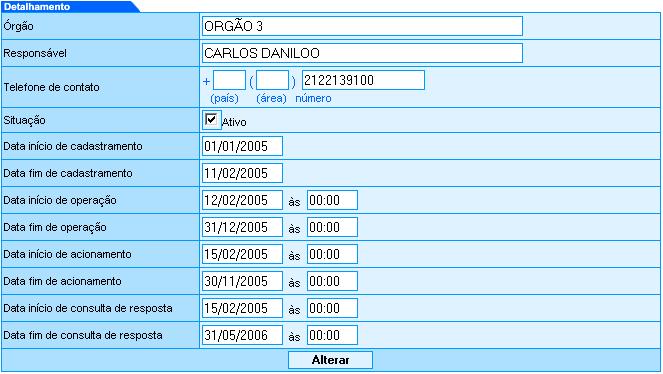 Detalhamento
Órgão ORGÃO 3
Responsável CARLOS DANILOO
Telefone de contato + ( ) 2122139100
(país) (área) número
Situação Ativo
Data início de cadastramento 01/01/2005
Data fim de cadastramento 11/02/2005
Data início de operação 12/02/2005 às 00:00
Data fim de operação 31/12/2005 às 00:00
Data início de acionamento 15/02/2005 às 00:00
Data fim de acionamento 30/11/2005 às 00:00
Data início de consulta de resposta 15/02/2005 às 00:00
Data fim de consulta de resposta 31/05/2006 às 00:00
Alterar